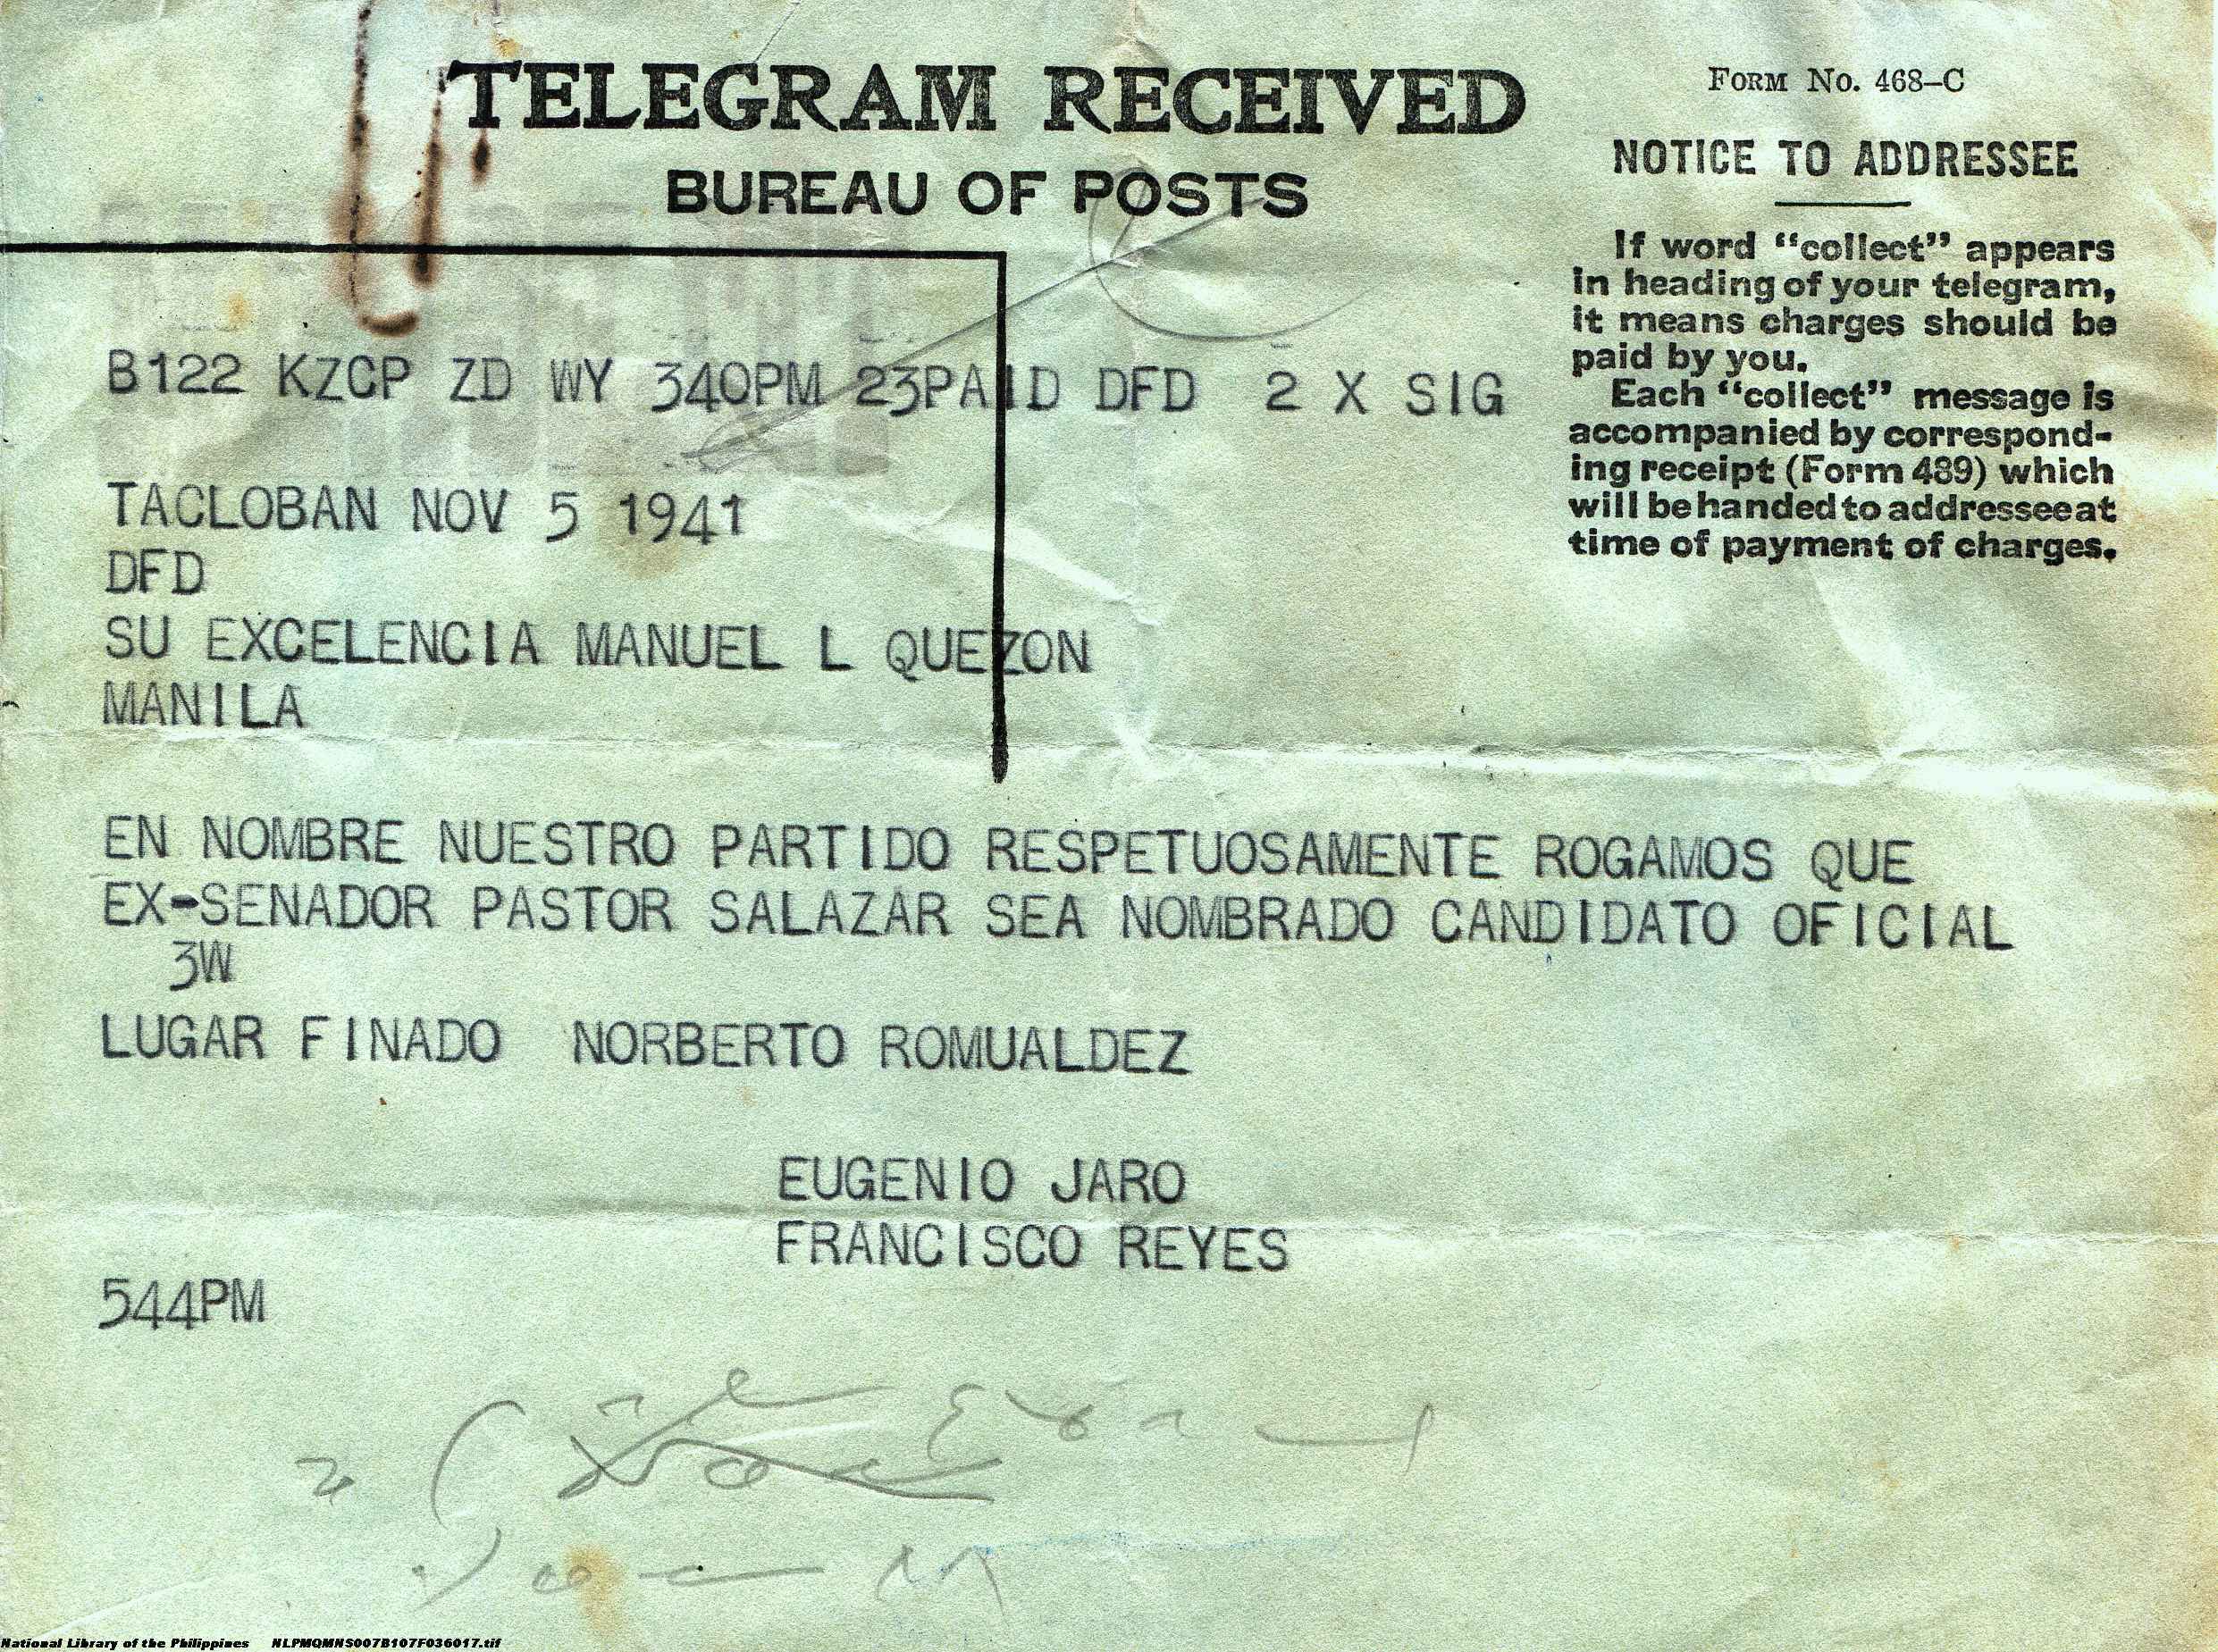 TELEGRAM RECEIVED
BUREAU OF POSTS
FORM No. 468-C
NOTICE TO ADDRESSEE
If word "collect" appears
in heading of your telegram,
it means charges should be
paid by you.
Each "collect" message is
accompanied by correspond-
ing receipt (Form 489) which
will be handed to addressee at
time of payment of charges.
B122 KZCP ZD WY 340PM 23PAID DFD 2 X SIG
TACLOBAN NOV 5 1941
DFD
SU EXCELENCIA MANUEL L QUEZON
MANILA
EN NOMBRE NUESTRO PARTIDO RESPETUOSAMENTE ROGAMOS QUE
EX-SENADOR PASTOR SALAZAR SEA NOMBRADO CANDIDATO OFICIAL
3W
LUGAR FINADO NORBERTO ROMUALDEZ
EUGENIO JARO
FRANCISCO REYES
544PM
National Library of the Philippines NLPMQMNS007B107F036017.tif